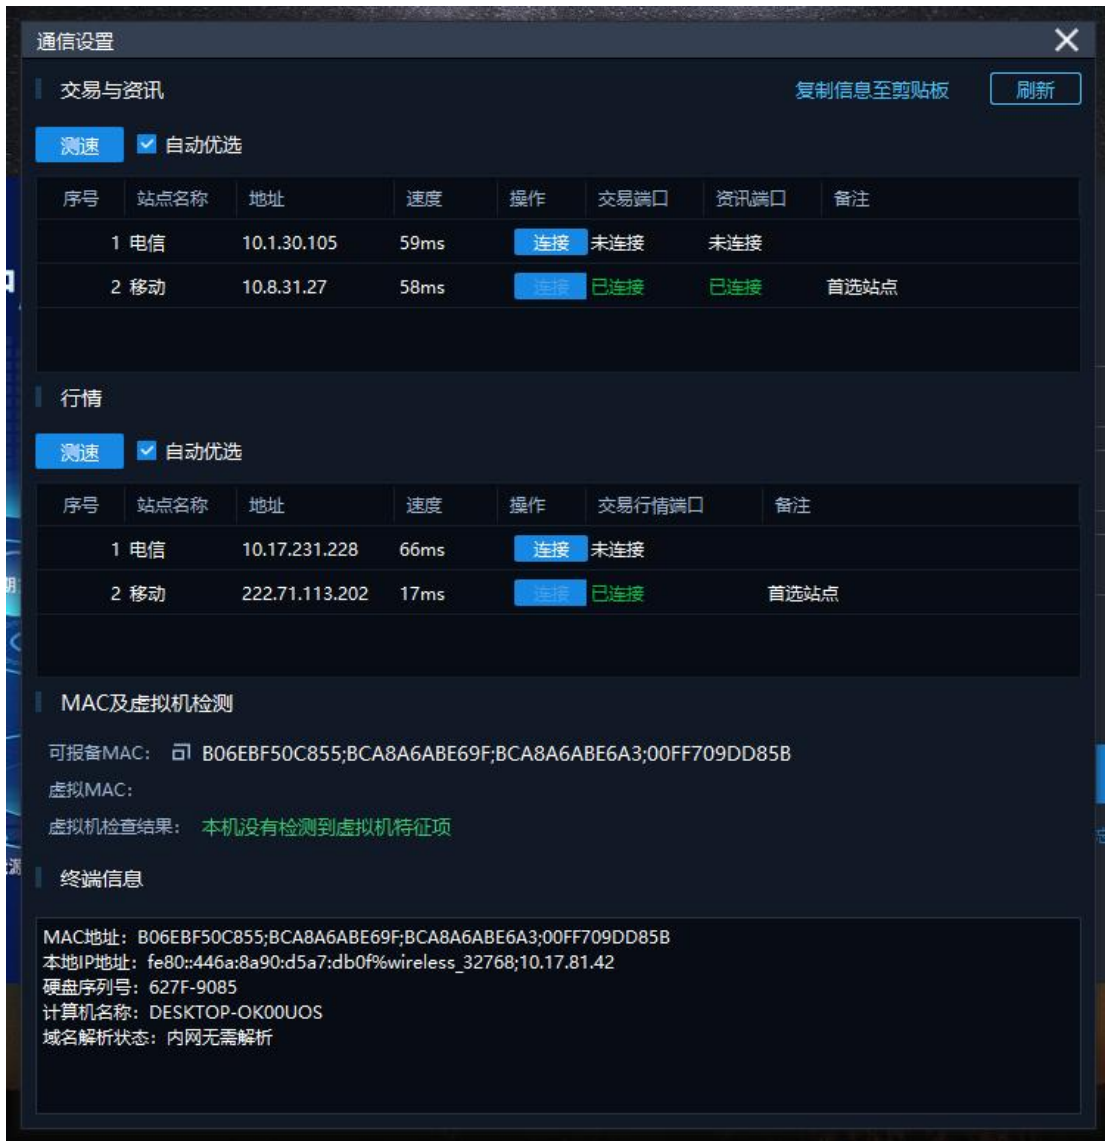 通信设置
交易与资讯 复制信息至剪贴板 刷新
测速 自动优选
序号 站点名称 地址 速度 操作 交易端口 资讯端口 备注
1 电信 10.1.30.105 59ms 连接 未连接 未连接
2 移动 10.8.31.27 58ms 连接 已连接 已连接 首选站点
行情
测速 自动优选
序号 站点名称 地址 速度 操作 交易行情端口 备注
1 电信 10.17.231.228 66ms 连接 未连接
2 移动 222.71.113.202 17ms 连接 已连接 首选站点
MAC及虚拟机检测
可报备MAC: B06EBF50C855;BCA8A6ABE69F;BCA8A6ABE6A3;00FF709DD85B
虚拟MAC:
虚拟机检查结果: 本机没有检测到虚拟机特征项
终端信息
MAC地址：B06EBF50C855;BCA8A6ABE69F;BCA8A6ABE6A3;00FF709DD85B
本地IP地址：fe80::446a:8a90:d5a7:db0f%wireless_32768;10.17.81.42
硬盘序列号：627F-9085
计算机名称：DESKTOP-OK00UOS
域名解析状态：内网无需解析